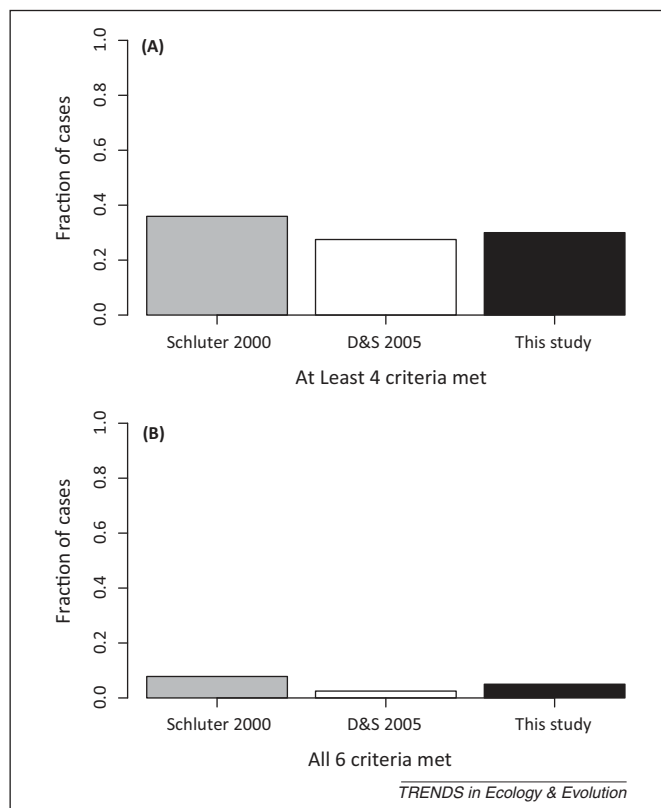 (A)
Fraction of cases
1.0
0.8
0.6
0.4
0.2
0.0
Schluter 2000 D&S 2005 This study
At Least 4 criteria met
(B)
Fraction of cases
1.0
0.8
0.6
0.4
0.2
0.0
Schluter 2000 D&S 2005 This study
All 6 criteria met
TRENDS in Ecology & Evolution